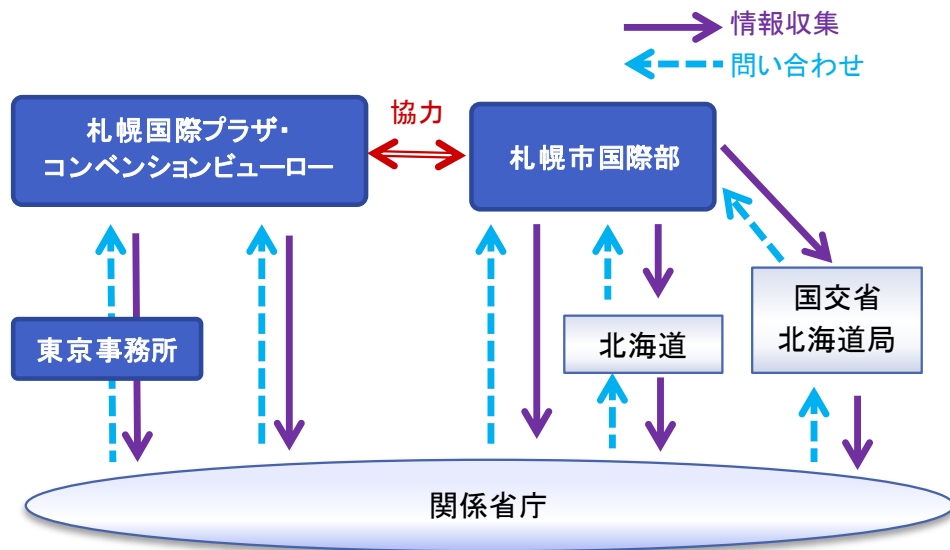 情報収集
問い合わせ
札幌国際プラザ・
コンベンションビューロー
協力
札幌市国際部
東京事務所
北海道
国交省
北海道局
関係省庁